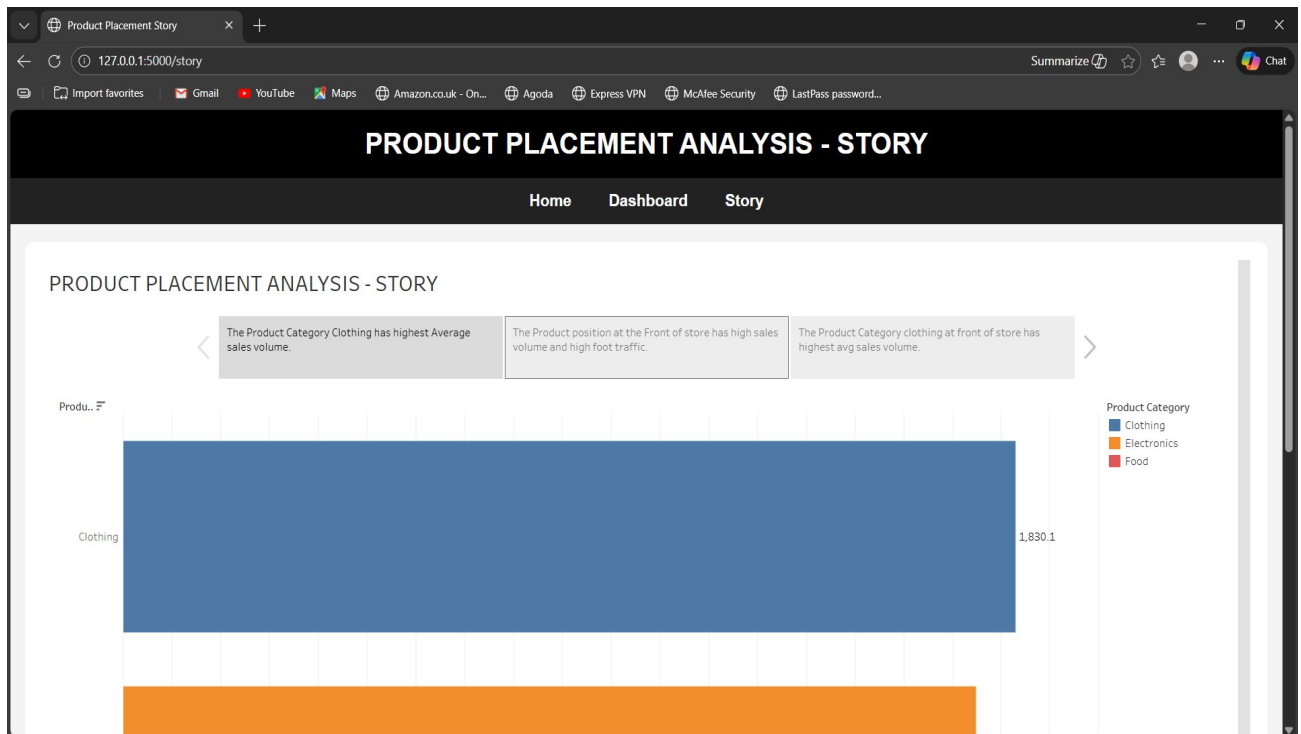 Product Placement Story
127.0.0.1:5000/story
Summarize
Chat
Import favorites
Gmail
YouTube
Maps
Amazon.co.uk - On...
Agoda
Express VPN
McAfee Security
LastPass password...
PRODUCT PLACEMENT ANALYSIS - STORY
Home Dashboard Story
PRODUCT PLACEMENT ANALYSIS - STORY
The Product Category Clothing has highest Average
sales volume.
The Product position at the Front of store has high sales
volume and high foot traffic.
The Product Category clothing at front of store has
highest avg sales volume.
Produ..
Product Category
Clothing
Electronics
Food
Clothing
1,830.1